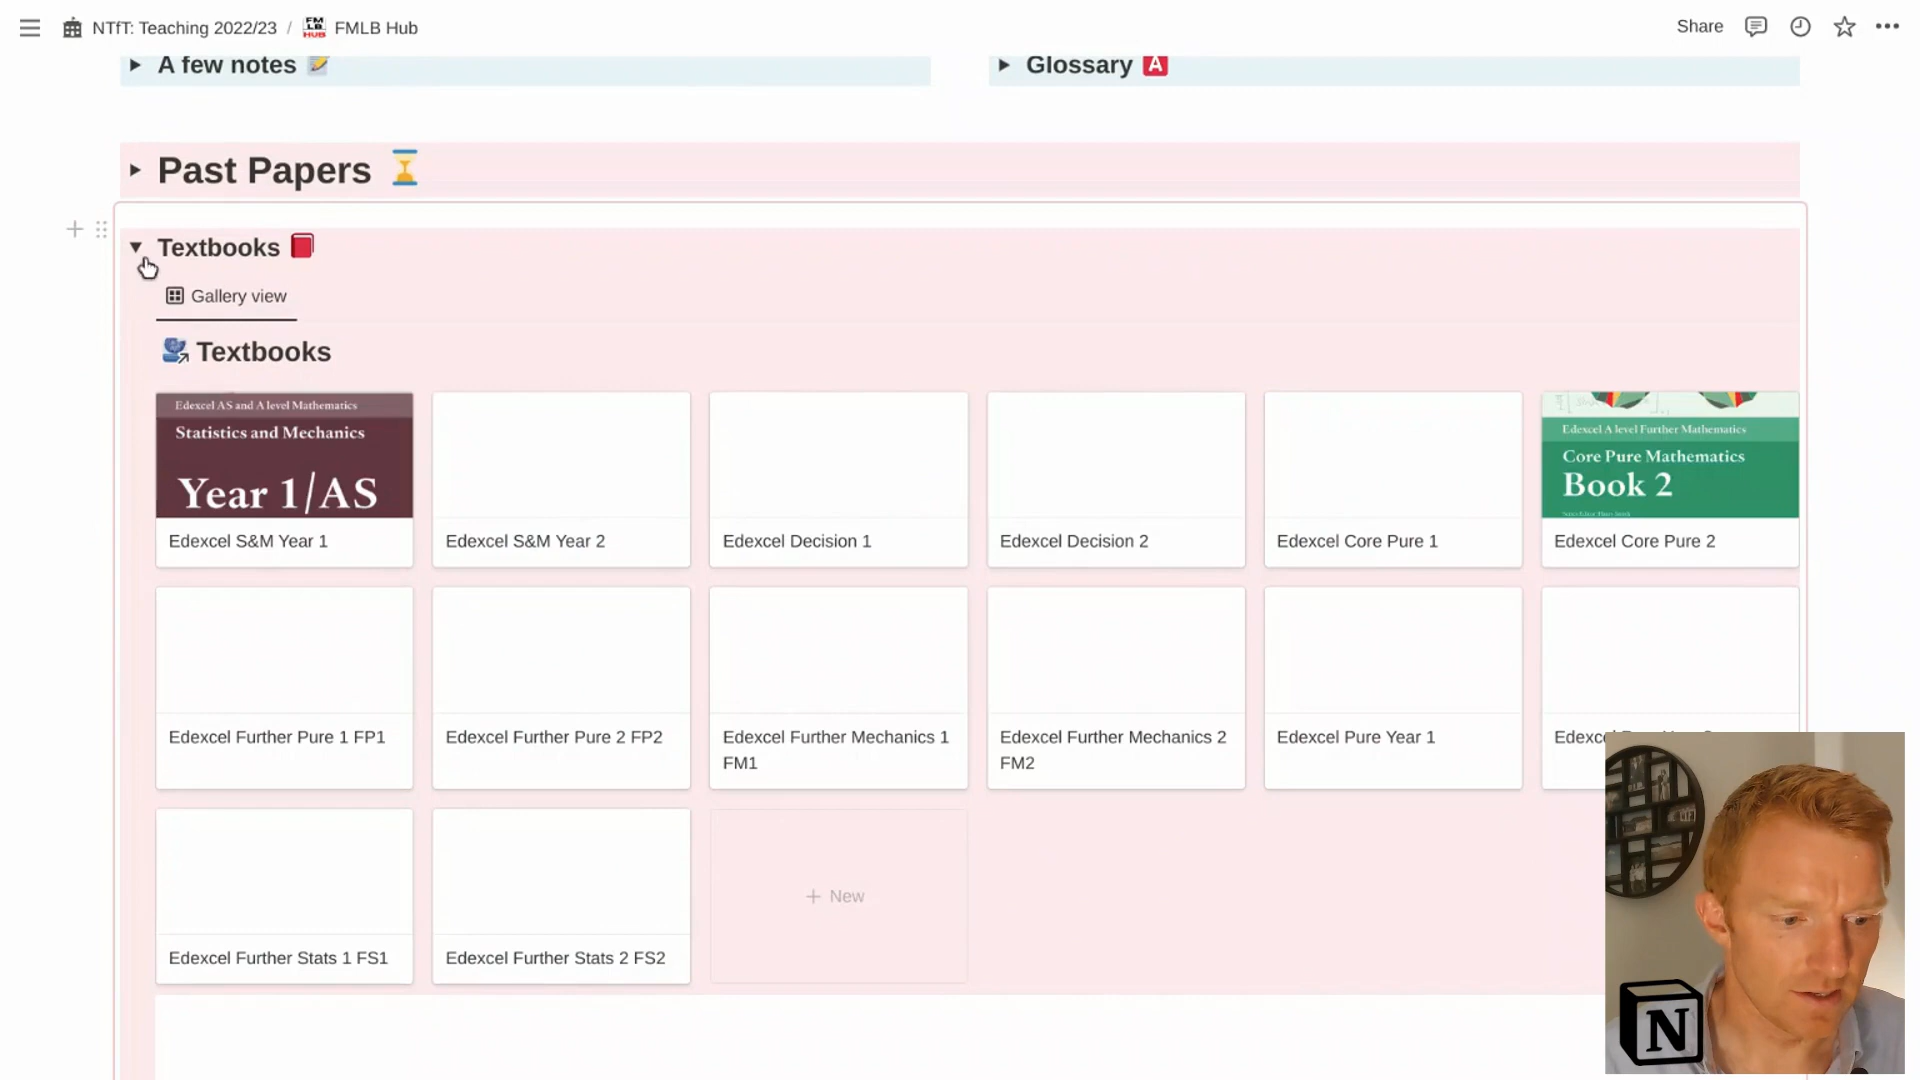 NTfT: Teaching 2022/23 / FMLB Hub
Share
A few notes
Glossary A
Past Papers
Textbooks
Gallery view
Textbooks
Edexcel AS and A level Mathematics
Statistics and Mechanics
Year 1/AS
Edexcel A level Further Mathematics
Core Pure Mathematics
Book 2
Edexcel S&M Year 1
Edexcel S&M Year 2
Edexcel Decision 1
Edexcel Decision 2
Edexcel Core Pure 1
Edexcel Core Pure 2
Edexcel Further Pure 1 FP1
Edexcel Further Pure 2 FP2
Edexcel Further Mechanics 1
FM1
Edexcel Further Mechanics 2
FM2
Edexcel Pure Year 1
Edexcel Further Stats 1 FS1
Edexcel Further Stats 2 FS2
+ New
N